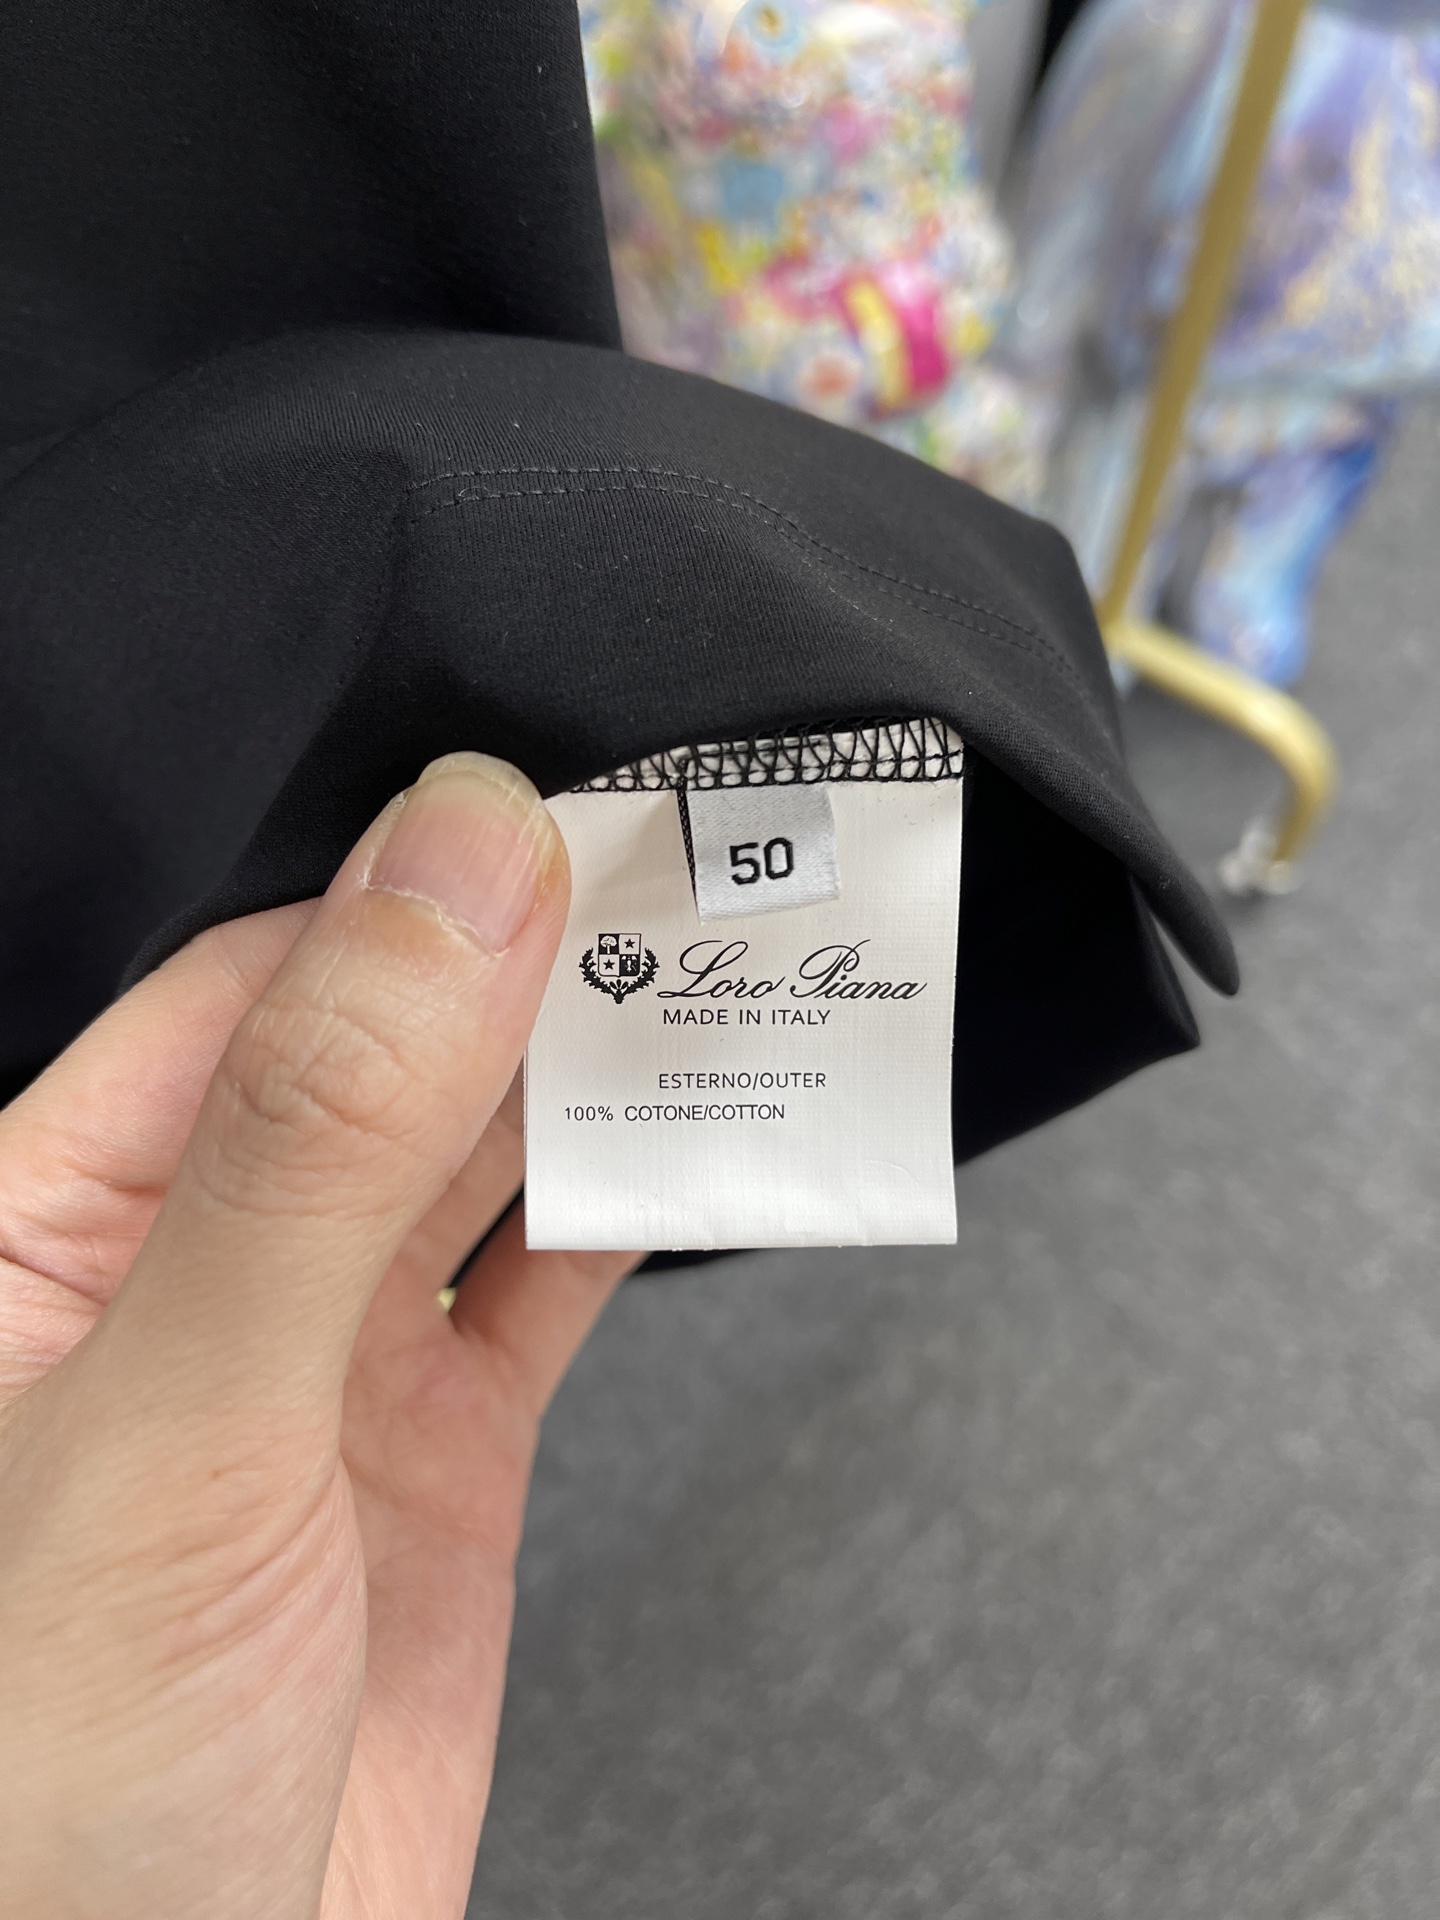 50
Loro Piana
MADE IN ITALY
ESTERNO/OUTER
100% COTONE/COTTON